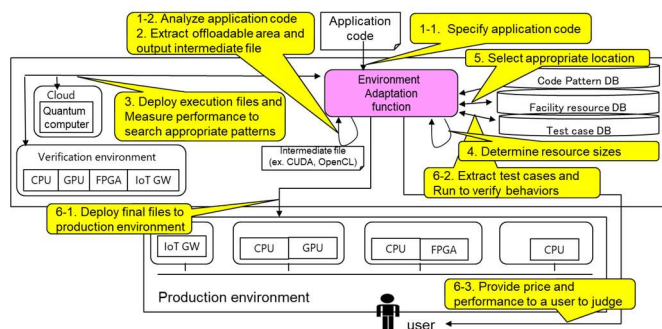 1-2. Analyze application code
2. Extract offloadable area and
output intermediate file
Application
code
1-1. Specify application code
5. Select appropriate location
Environment
Adaptation
function
Code Pattern DB
Facility resource DB
Test case DB
Cloud
Quantum
computer
3. Deploy execution files and
Measure performance to
search appropriate patterns
Verification environment
CPU GPU FPGA IoT GW
Intermediate file
(ex. CUDA, OpenCL)
4. Determine resource sizes
6-2. Extract test cases and
Run to verify behaviors
6-1. Deploy final files to
production environment
IoT GW
CPU GPU
CPU FPGA
CPU
Production environment
6-3. Provide price and
performance to a user to judge
user